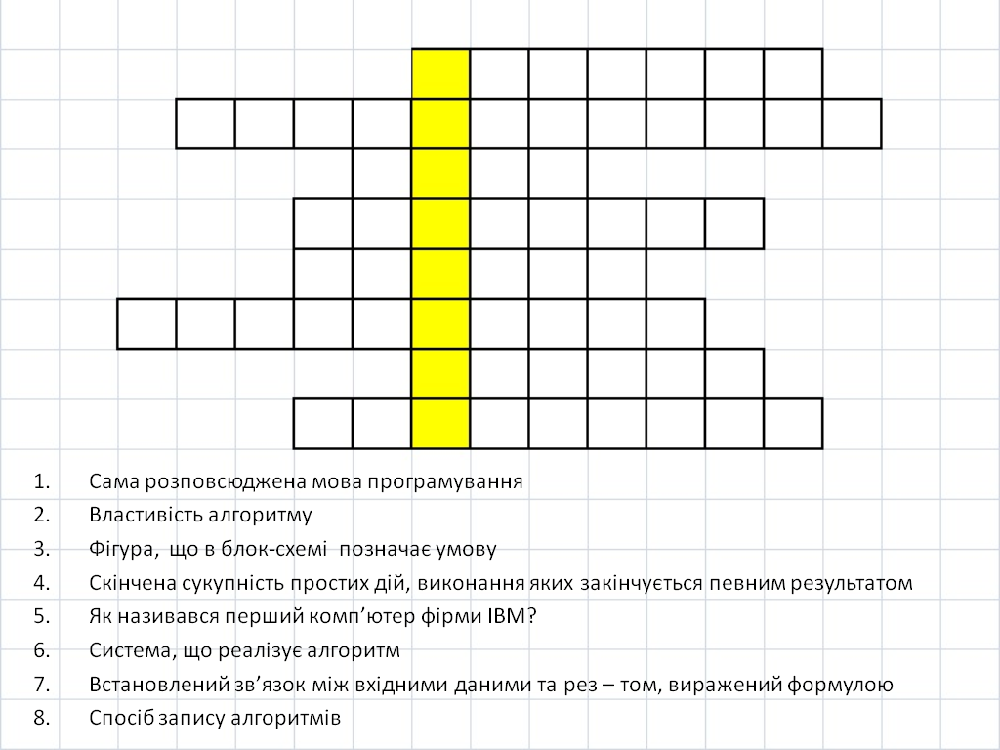 1. Сама розповсюджена мова програмування
2. Властивість алгоритму
3. Фігура, що в блок-схемі позначає умову
4. Скінчена сукупність простих дій, виконання яких закінчується певним результатом
5. Як називався перший комп’ютер фірми IBM?
6. Система, що реалізує алгоритм
7. Встановлений зв’язок між вхідними даними та рез – том, виражений формулою
8. Спосіб запису алгоритмів